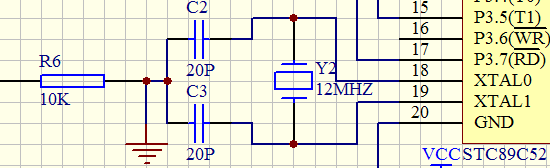 C2
20P
R6
10K
C3
20P
Y2
12MHZ
15
16
17
18
19
20
P3.5(T1)
P3.6(WR)
P3.7(RD)
XTAL0
XTAL1
GND
VCC
STC89C52